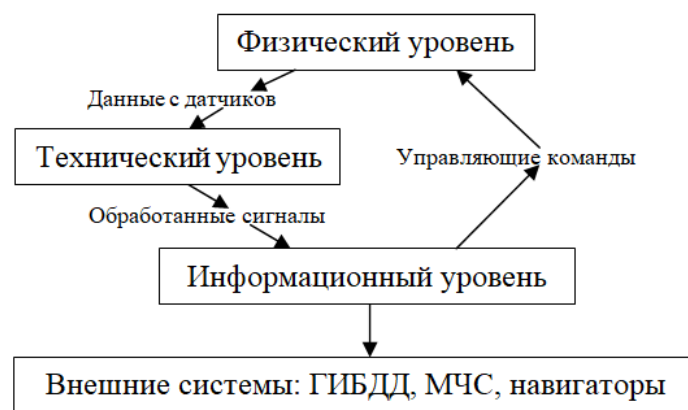 Физический уровень
Данные с датчиков
Технический уровень
Управляющие команды
Обработанные сигналы
Информационный уровень
Внешние системы: ГИБДД, МЧС, навигаторы